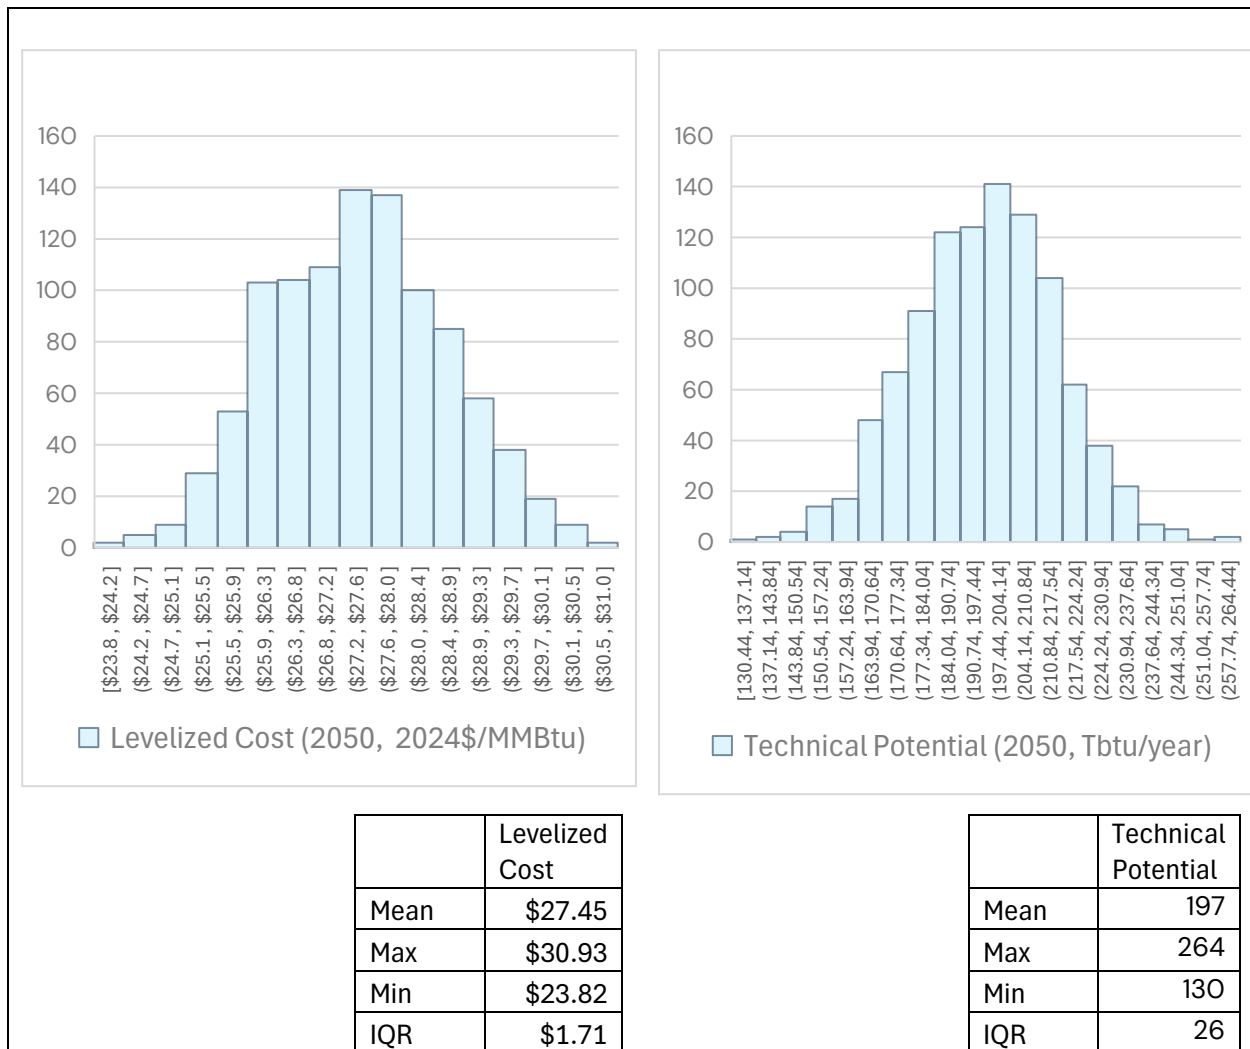 160
140
120
100
80
60
40
20
0
[$23.8 , $24.2]
($24.2 , $24.7]
($24.7 , $25.1]
($25.1 , $25.5]
($25.5 , $25.9]
($25.9 , $26.3]
($26.3 , $26.8]
($26.8 , $27.2]
($27.2 , $27.6]
($27.6 , $28.0]
($28.0 , $28.4]
($28.4 , $28.9]
($28.9 , $29.3]
($29.3 , $29.7]
($29.7 , $30.1]
($30.1 , $30.5]
($30.5 , $31.0]
Levelized Cost (2050, 2024$/MMBtu)
160
140
120
100
80
60
40
20
0
[130.44, 137.14]
(137.14, 143.84]
(143.84, 150.54]
(150.54, 157.24]
(157.24, 163.94]
(163.94, 170.64]
(170.64, 177.34]
(177.34, 184.04]
(184.04, 190.74]
(190.74, 197.44]
(197.44, 204.14]
(204.14, 210.84]
(210.84, 217.54]
(217.54, 224.24]
(224.24, 230.94]
(230.94, 237.64]
(237.64, 244.34]
(244.34, 251.04]
(251.04, 257.74]
(257.74, 264.44]
Technical Potential (2050, Tbtu/year)
Levelized
Cost
Mean $27.45
Max $30.93
Min $23.82
IQR $1.71
Technical
Potential
Mean 197
Max 264
Min 130
IQR 26